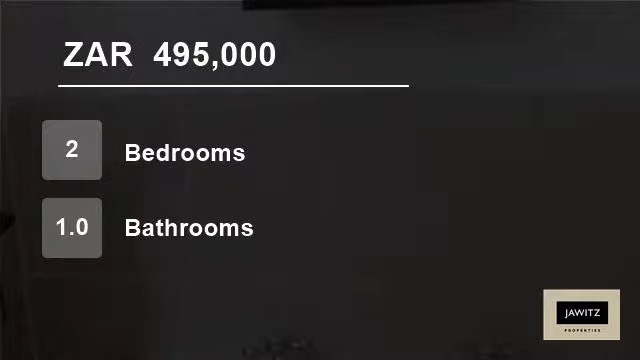 ZAR 495,000
2 Bedrooms
1.0 Bathrooms
JAWITZ
PROPERTIES